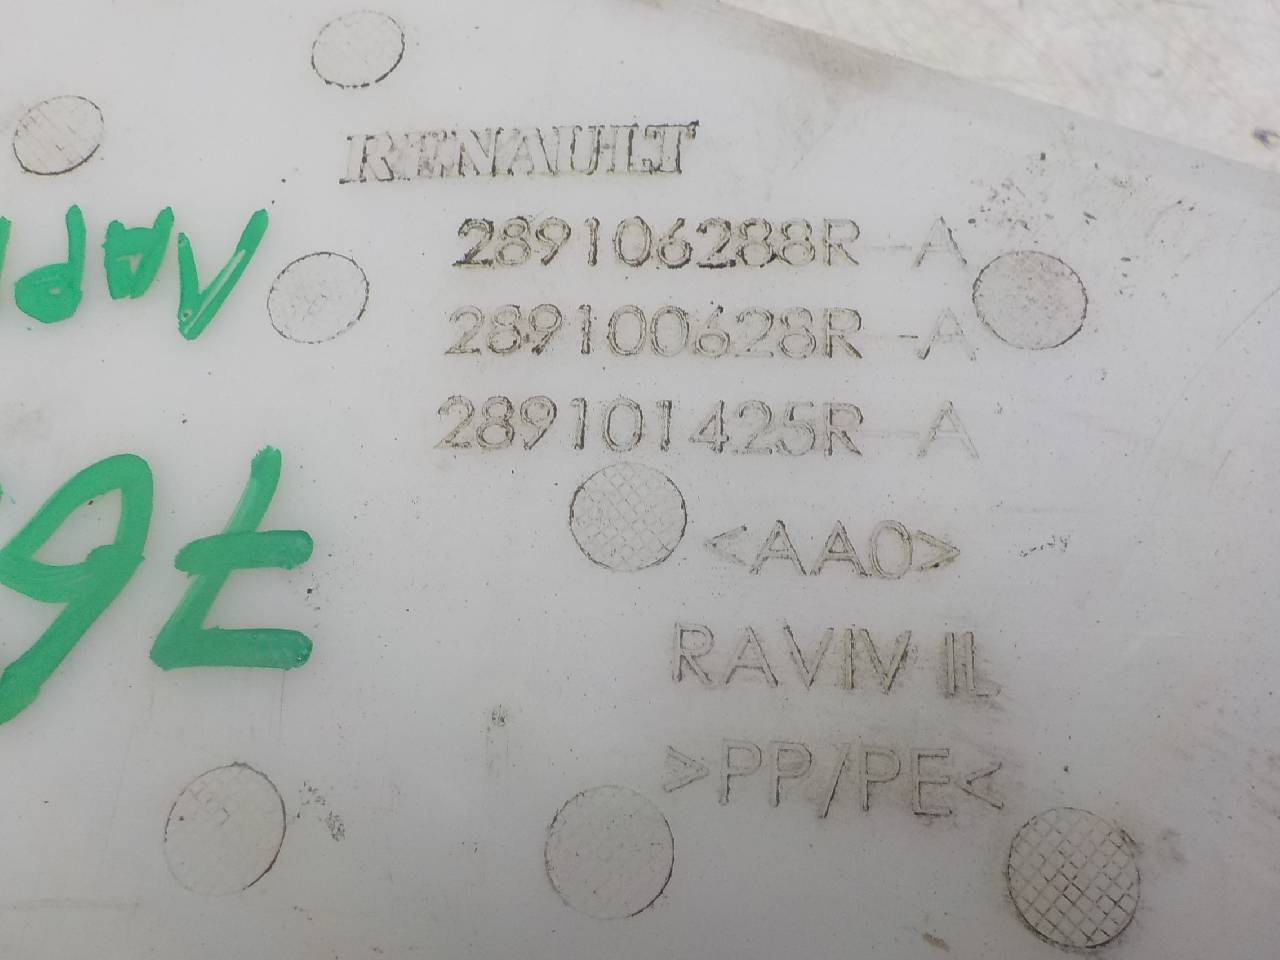 RENAULT
289106288R-A
289100628R-A
289101425R-A
<AA0>
RAVIV IL
>PP/PE<